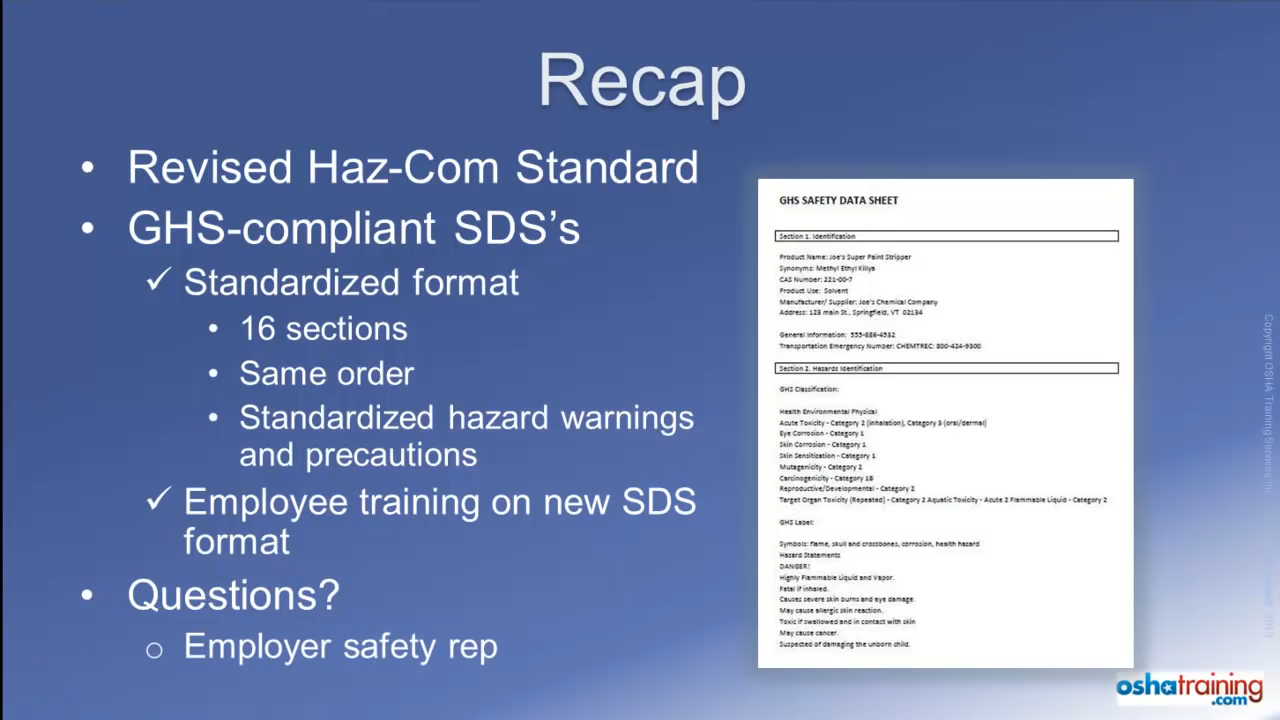 Recap
• Revised Haz-Com Standard
• GHS-compliant SDS's
✓ Standardized format
• 16 sections
• Same order
• Standardized hazard warnings
and precautions
✓ Employee training on new SDS
format
• Questions?
o Employer safety rep
GHS SAFETY DATA SHEET
Section 1. Identification
Product Name: Joe's Super Paint Stripper
Synonyms: Methyl Ethyl Killya
CAS Number: 221-00-?
Product Use: Solvent
Manufacturer/ Supplier: Joe's Chemical Company
Address: 123 main St., Springfield, VT 02134
General Information: 555-886-4532
Transportation Emergency Number: CHEMTREC: 800-424-9300
Section 2. Hazards Identification
GHS Classification:
Health Environmental Physical
Acute Toxicity - Category 2 (inhalation), Category 3 (oral/dermal)
Eye Corrosion - Category 1
Skin Corrosion - Category 1
Skin Sensitization - Category 1
Mutagenicity - Category 2
Carcinogenicity - Category 1B
Reproductive/Developmental - Category 2
Target Organ Toxicity (Repeated) - Category 2 Aquatic Toxicity - Acute 2 Flammable Liquid - Category 2
GHS Label:
Symbols: flame, skull and crossbones, corrosion, health hazard
Hazard Statements
DANGER!
Highly Flammable Liquid and Vapor.
Fatal if inhaled.
Causes severe skin burns and eye damage.
May cause allergic skin reaction.
Toxic if swallowed and in contact with skin
May cause cancer.
Suspected of damaging the unborn child.
Copyright OSHA Training Services
oshatraining
.com